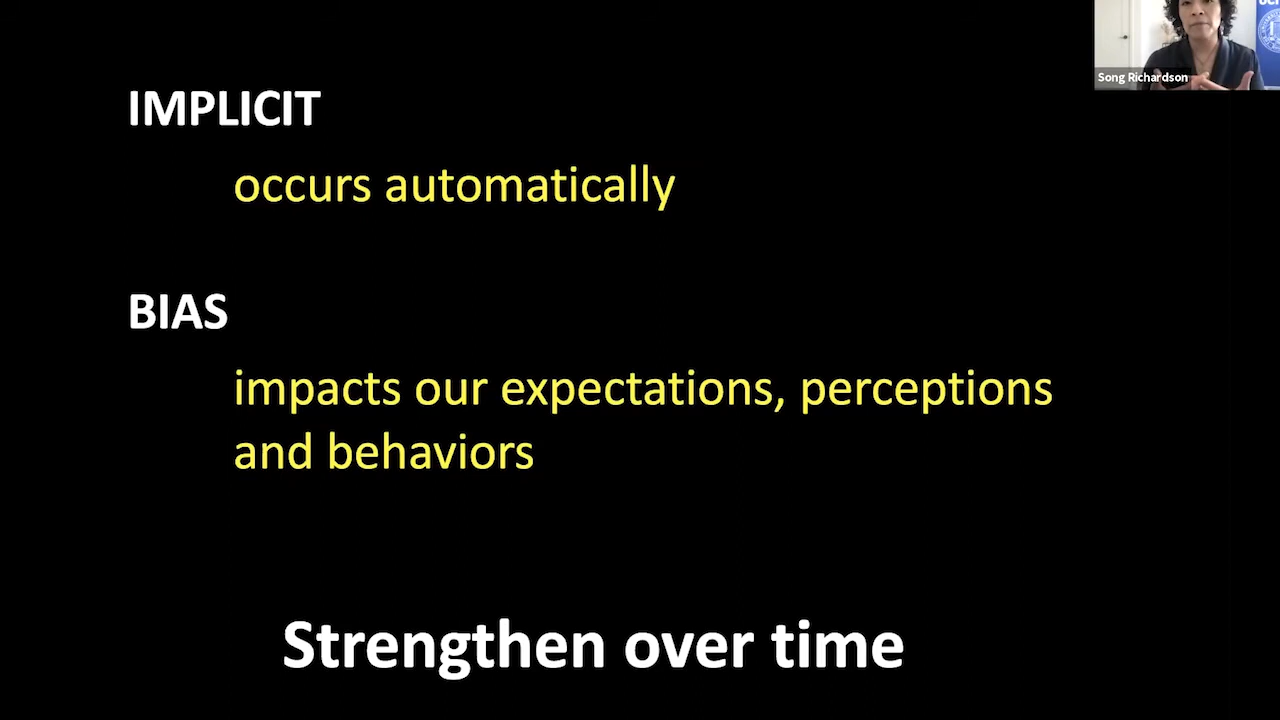 IMPLICIT
occurs automatically
BIAS
impacts our expectations, perceptions
and behaviors
Strengthen over time
Song Richardson